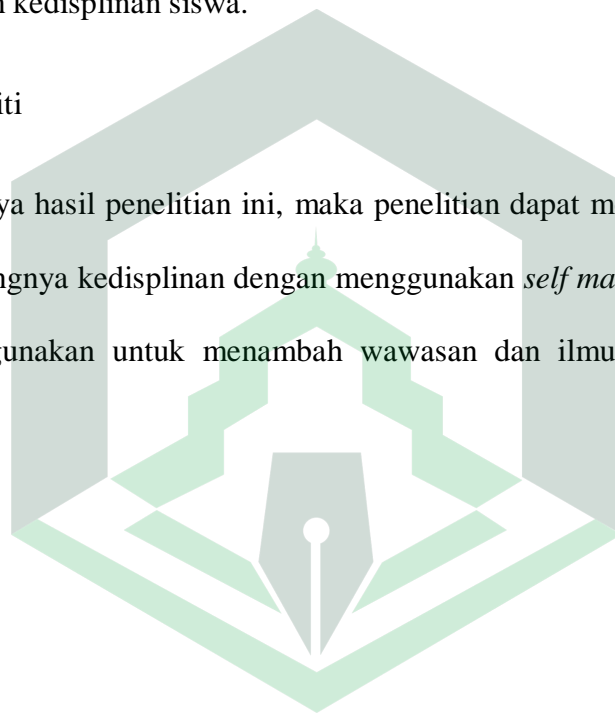 kedisplinan siswa.
iti
ya hasil penelitian ini, maka penelitian dapat m
ngnya kedisplinan dengan menggunakan self ma
gunakan untuk menambah wawasan dan ilmu